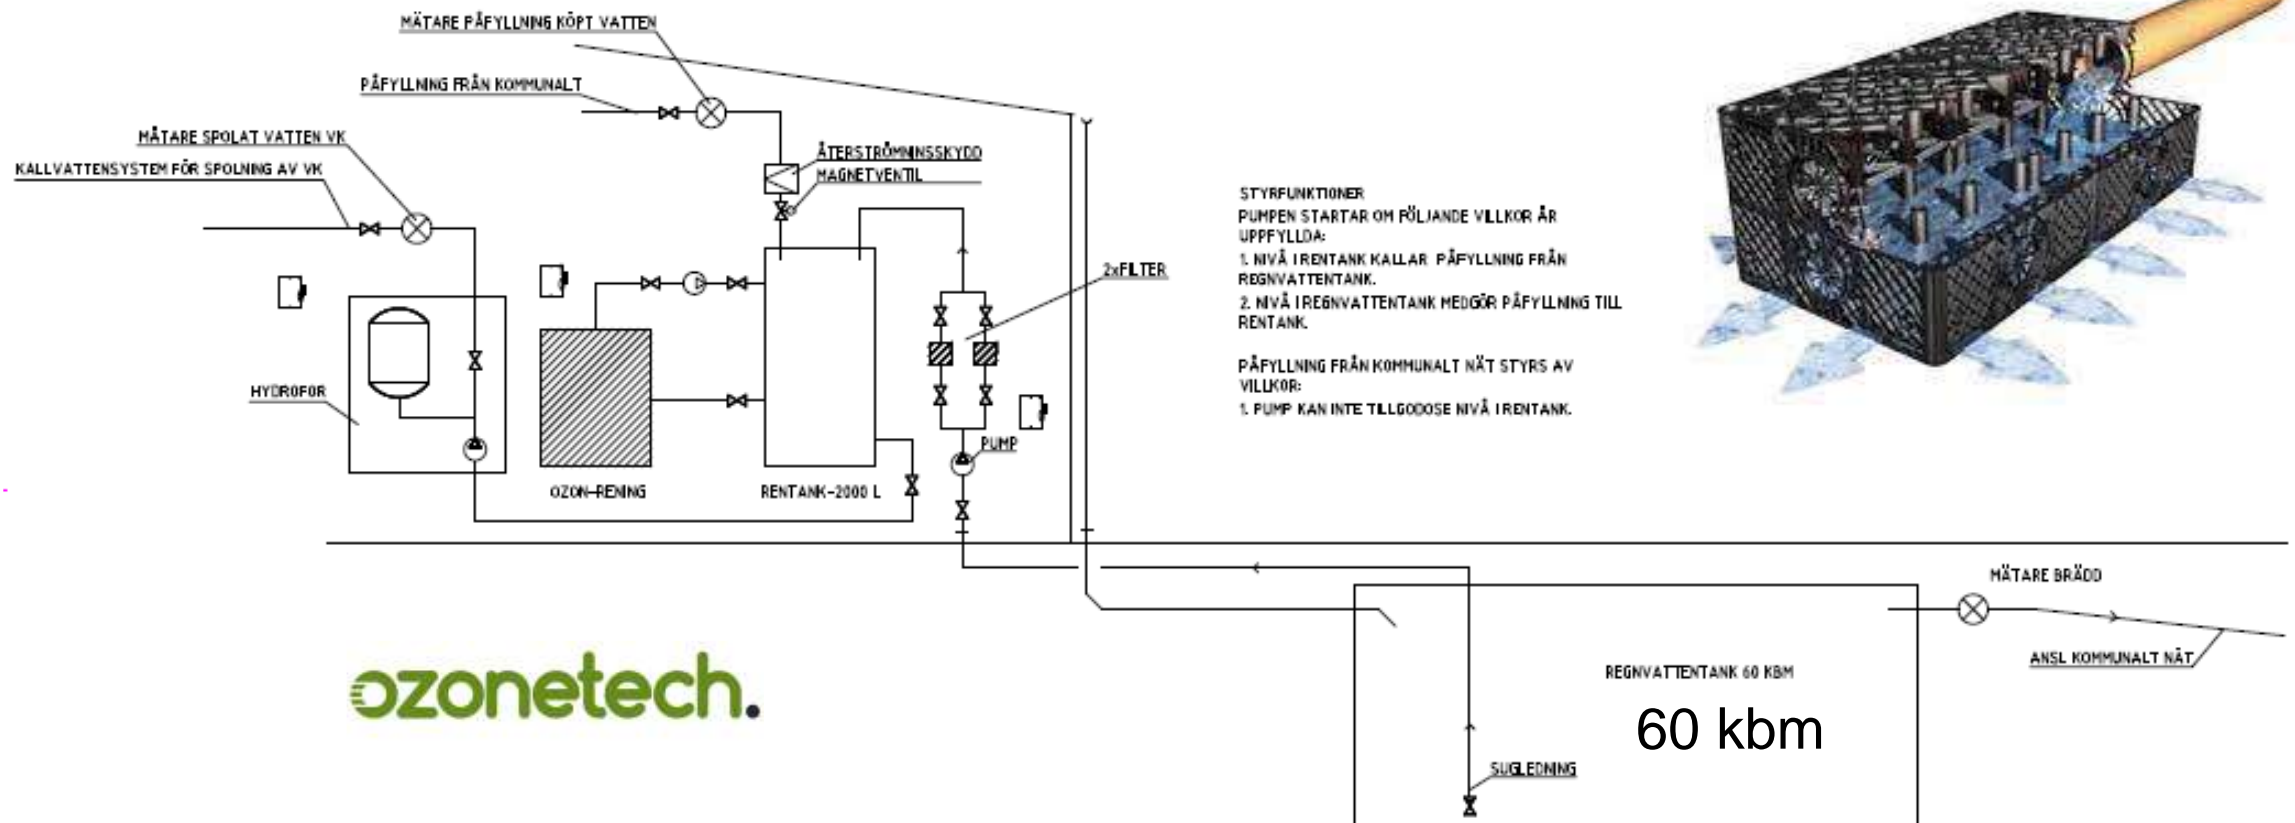 MÄTARE PÅFYLLNING KÖPT VATTEN
PÅFYLLNING FRÅN KOMMUNALT
MÄTARE SPOLAT VATTEN VK
KALLVATTENSYSTEM FÖR SPOLNING AV VK
ÅTERSTRÖMNINSSKYDD
MAGNETVENTIL
2xFILTER
HYDROFOR
PUMP
OZON-RENING
RENTANK-2000 L
STYRFUNKTIONER
PUMPEN STARTAR OM FÖLJANDE VILLKOR ÄR
UPPFYLLDA:
1. NIVÅ I RENTANK KALLAR PÅFYLLNING FRÅN
REGNVATTENTANK.
2. NIVÅ I REGNVATTENTANK MEDGÖR PÅFYLLNING TILL
RENTANK.
PÅFYLLNING FRÅN KOMMUNALT NÄT STYRS AV
VILLKOR:
1. PUMP KAN INTE TILLGODOSE NIVÅ I RENTANK.
MÄTARE BRÄDD
ANSL KOMMUNALT NÄT
REGNVATTENTANK 60 KBM
60 kbm
SUGLEDNING
ozonetech.